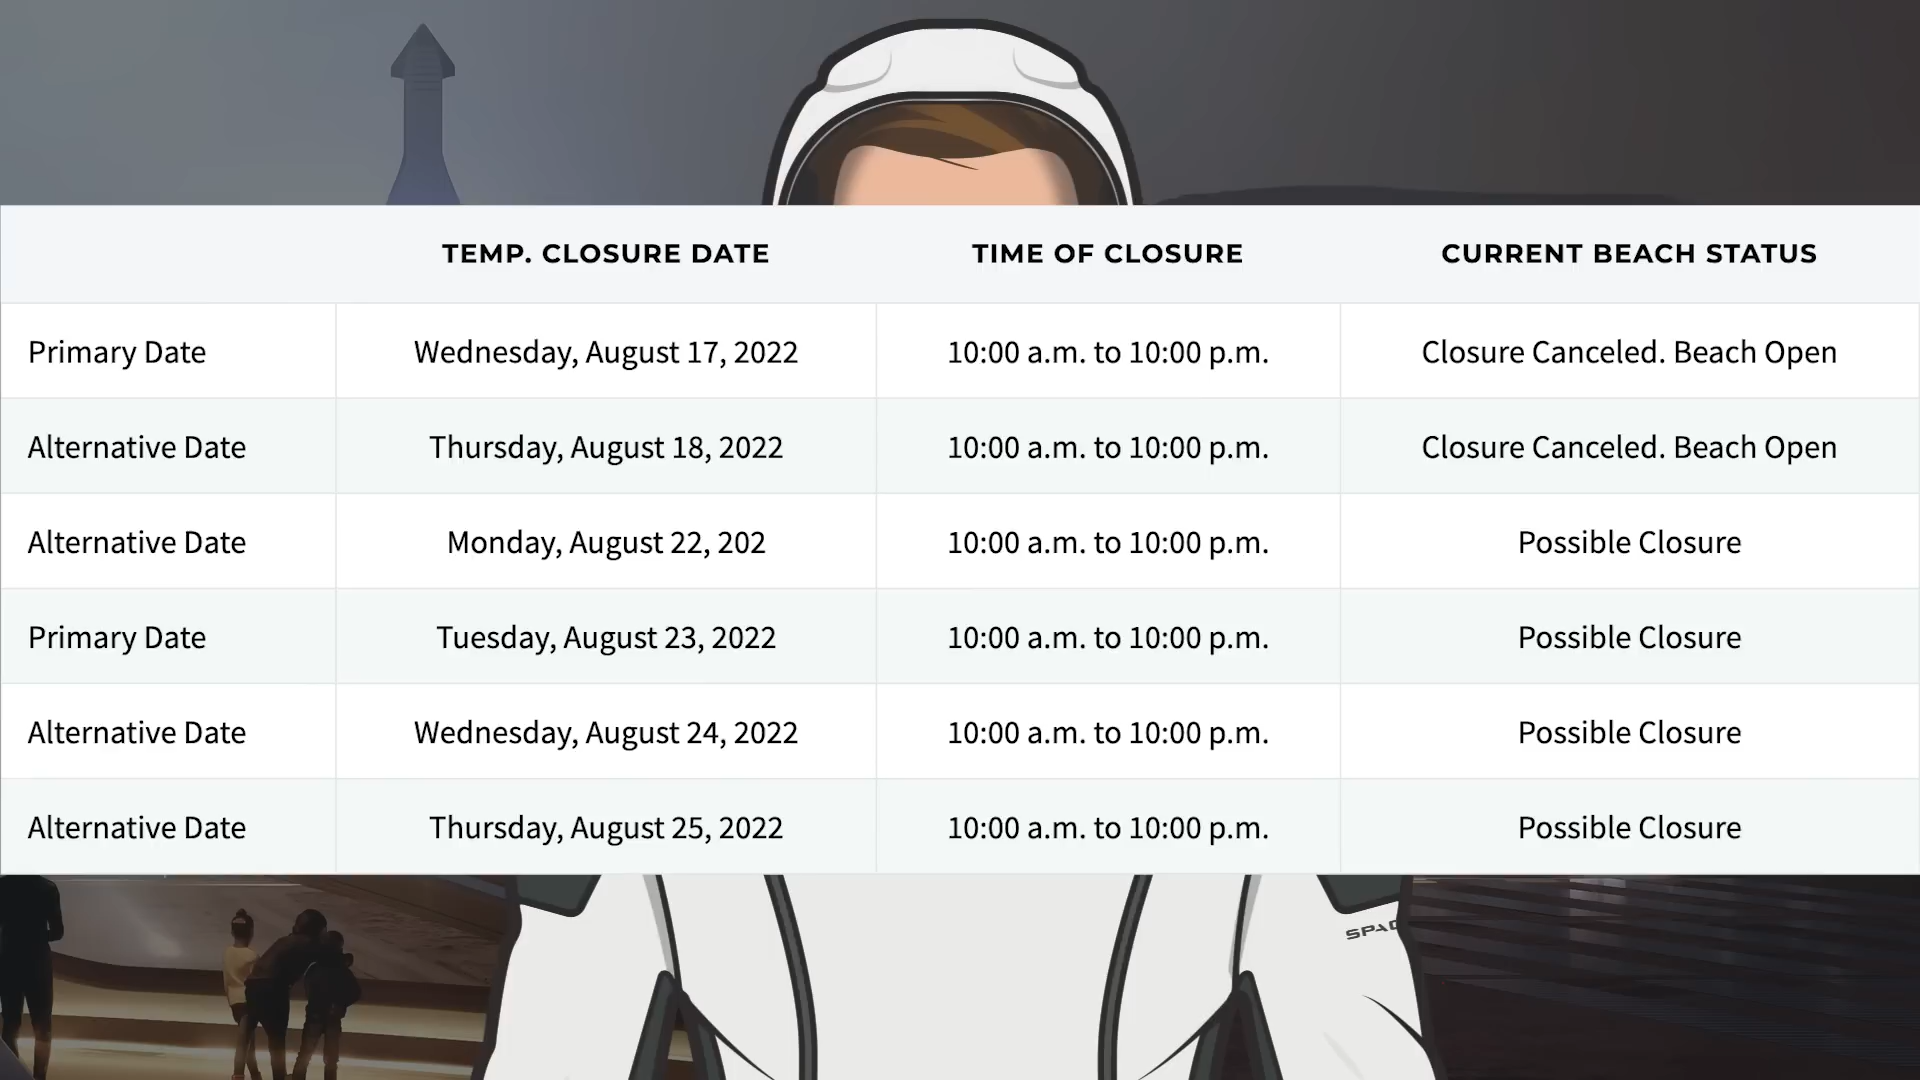 TEMP. CLOSURE DATE TIME OF CLOSURE CURRENT BEACH STATUS
Primary Date Wednesday, August 17, 2022 10:00 a.m. to 10:00 p.m. Closure Canceled. Beach Open
Alternative Date Thursday, August 18, 2022 10:00 a.m. to 10:00 p.m. Closure Canceled. Beach Open
Alternative Date Monday, August 22, 202 10:00 a.m. to 10:00 p.m. Possible Closure
Primary Date Tuesday, August 23, 2022 10:00 a.m. to 10:00 p.m. Possible Closure
Alternative Date Wednesday, August 24, 2022 10:00 a.m. to 10:00 p.m. Possible Closure
Alternative Date Thursday, August 25, 2022 10:00 a.m. to 10:00 p.m. Possible Closure
SPAC